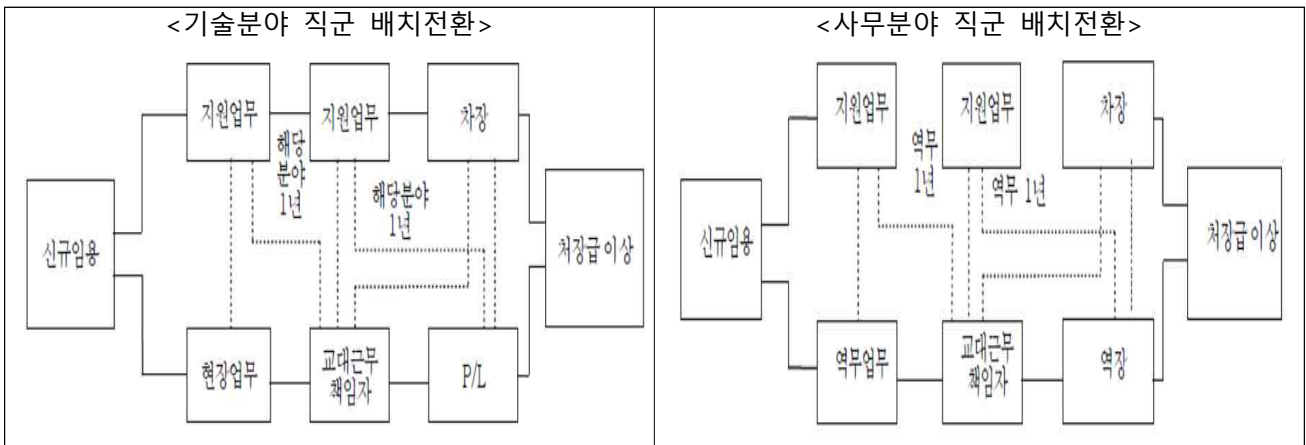 <기술분야 직군 배치전환>
지원업무
지원업무
차장
해당
분야
1년
해당분야
1년
신규임용
처장급 이상
현장업무
교대근무
책임자
P/L
<사무분야 직군 배치전환>
지원업무
지원업무
차장
역무
1년
역무 1년
신규임용
처장급 이상
역무업무
교대근무
책임자
역장